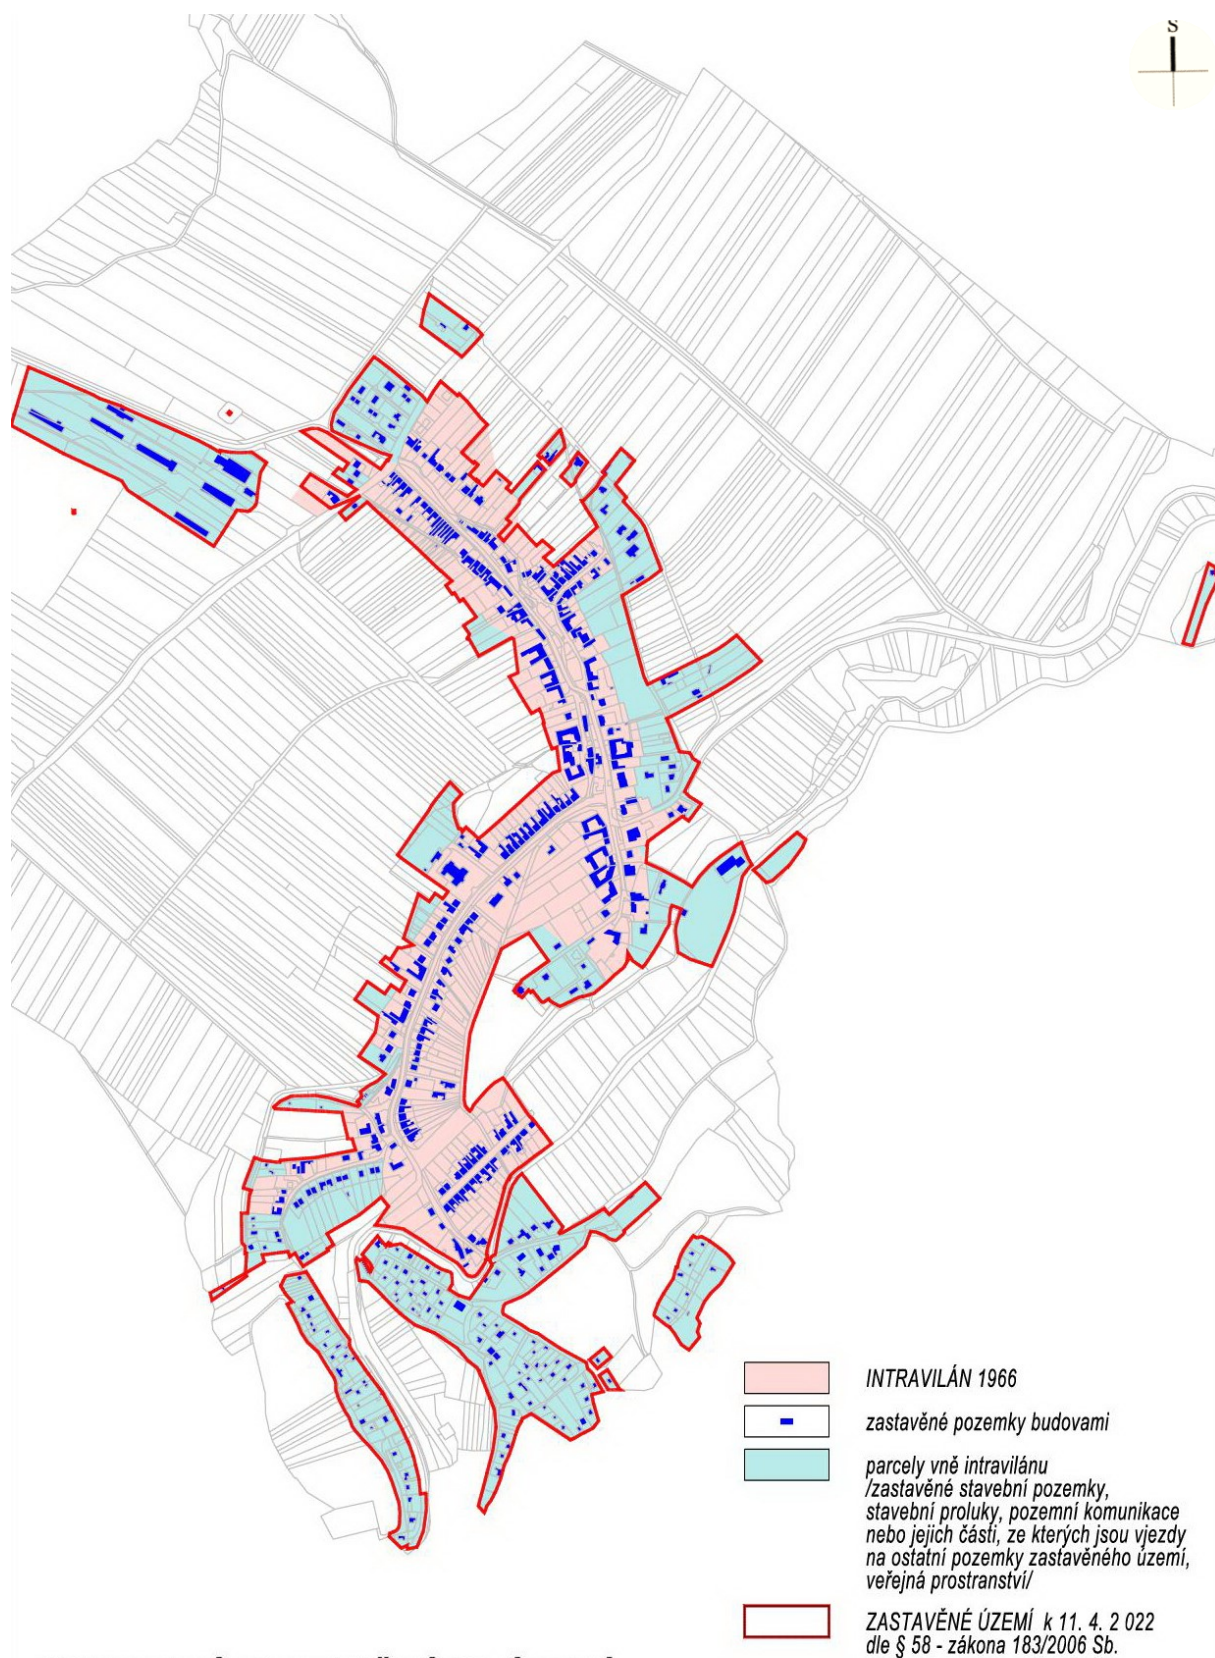 S
INTRAVILÁN 1966
zastavěné pozemky budovami
parcely vně intravilánu
/zastavěné stavební pozemky,
stavební proluky, pozemní komunikace
nebo jejich části, ze kterých jsou vjezdy
na ostatní pozemky zastavěného území,
veřejná prostranství/
ZASTAVĚNÉ ÚZEMÍ k 11. 4. 2 022
dle § 58 - zákona 183/2006 Sb.